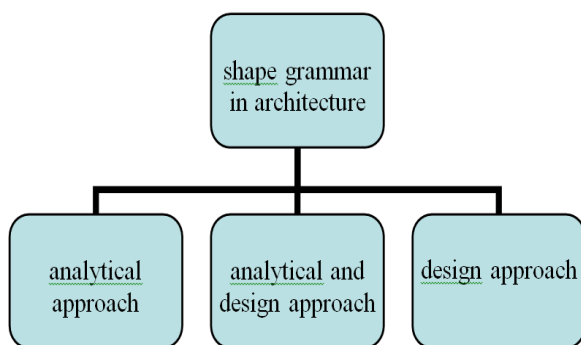 shape grammar
in architecture
analytical
approach
analytical and
design approach
design approach